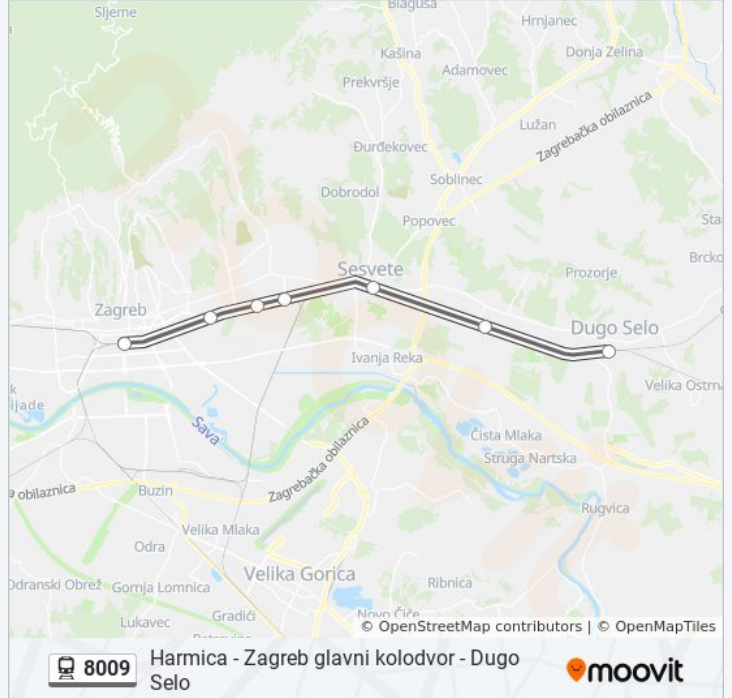 Blaguša
Sljeme
Hrnjanec
Kašina
Donja Zelina
Adamovec
Prekvršje
Zagrebačka obilaznica
Lužan
Đurđekovec
Soblinec
Dobrodol
Popovec
Sta
Brcko
Sesvete
Prozorje
Zagreb
Dugo Selo
Ivanja Reka
Velika Ostrna
k
ijade
Sava
Čista Mlaka
Struga Nartska
Zagrebačka obilaznica
a obilaznica
Buzin
Rugvica
Velika Mlaka
Odra
Velika Gorica
Odranski Obrež
Gornja Lomnica
Ribnica
Novo Čiče
Gradići
Lukavec
© OpenStreetMap contributors | © OpenMapTiles
8009
Harmica - Zagreb glavni kolodvor - Dugo
Selo
moovit